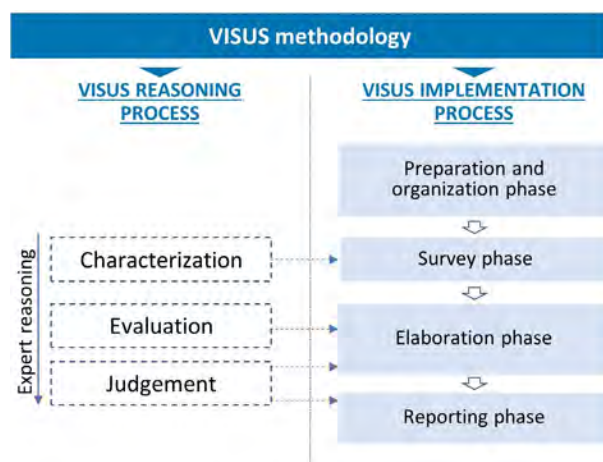 VISUS methodology
VISUS REASONING
PROCESS
VISUS IMPLEMENTATION
PROCESS
Preparation and
organization phase
Expert reasoning
Characterization
Survey phase
Evaluation
Elaboration phase
Judgement
Reporting phase